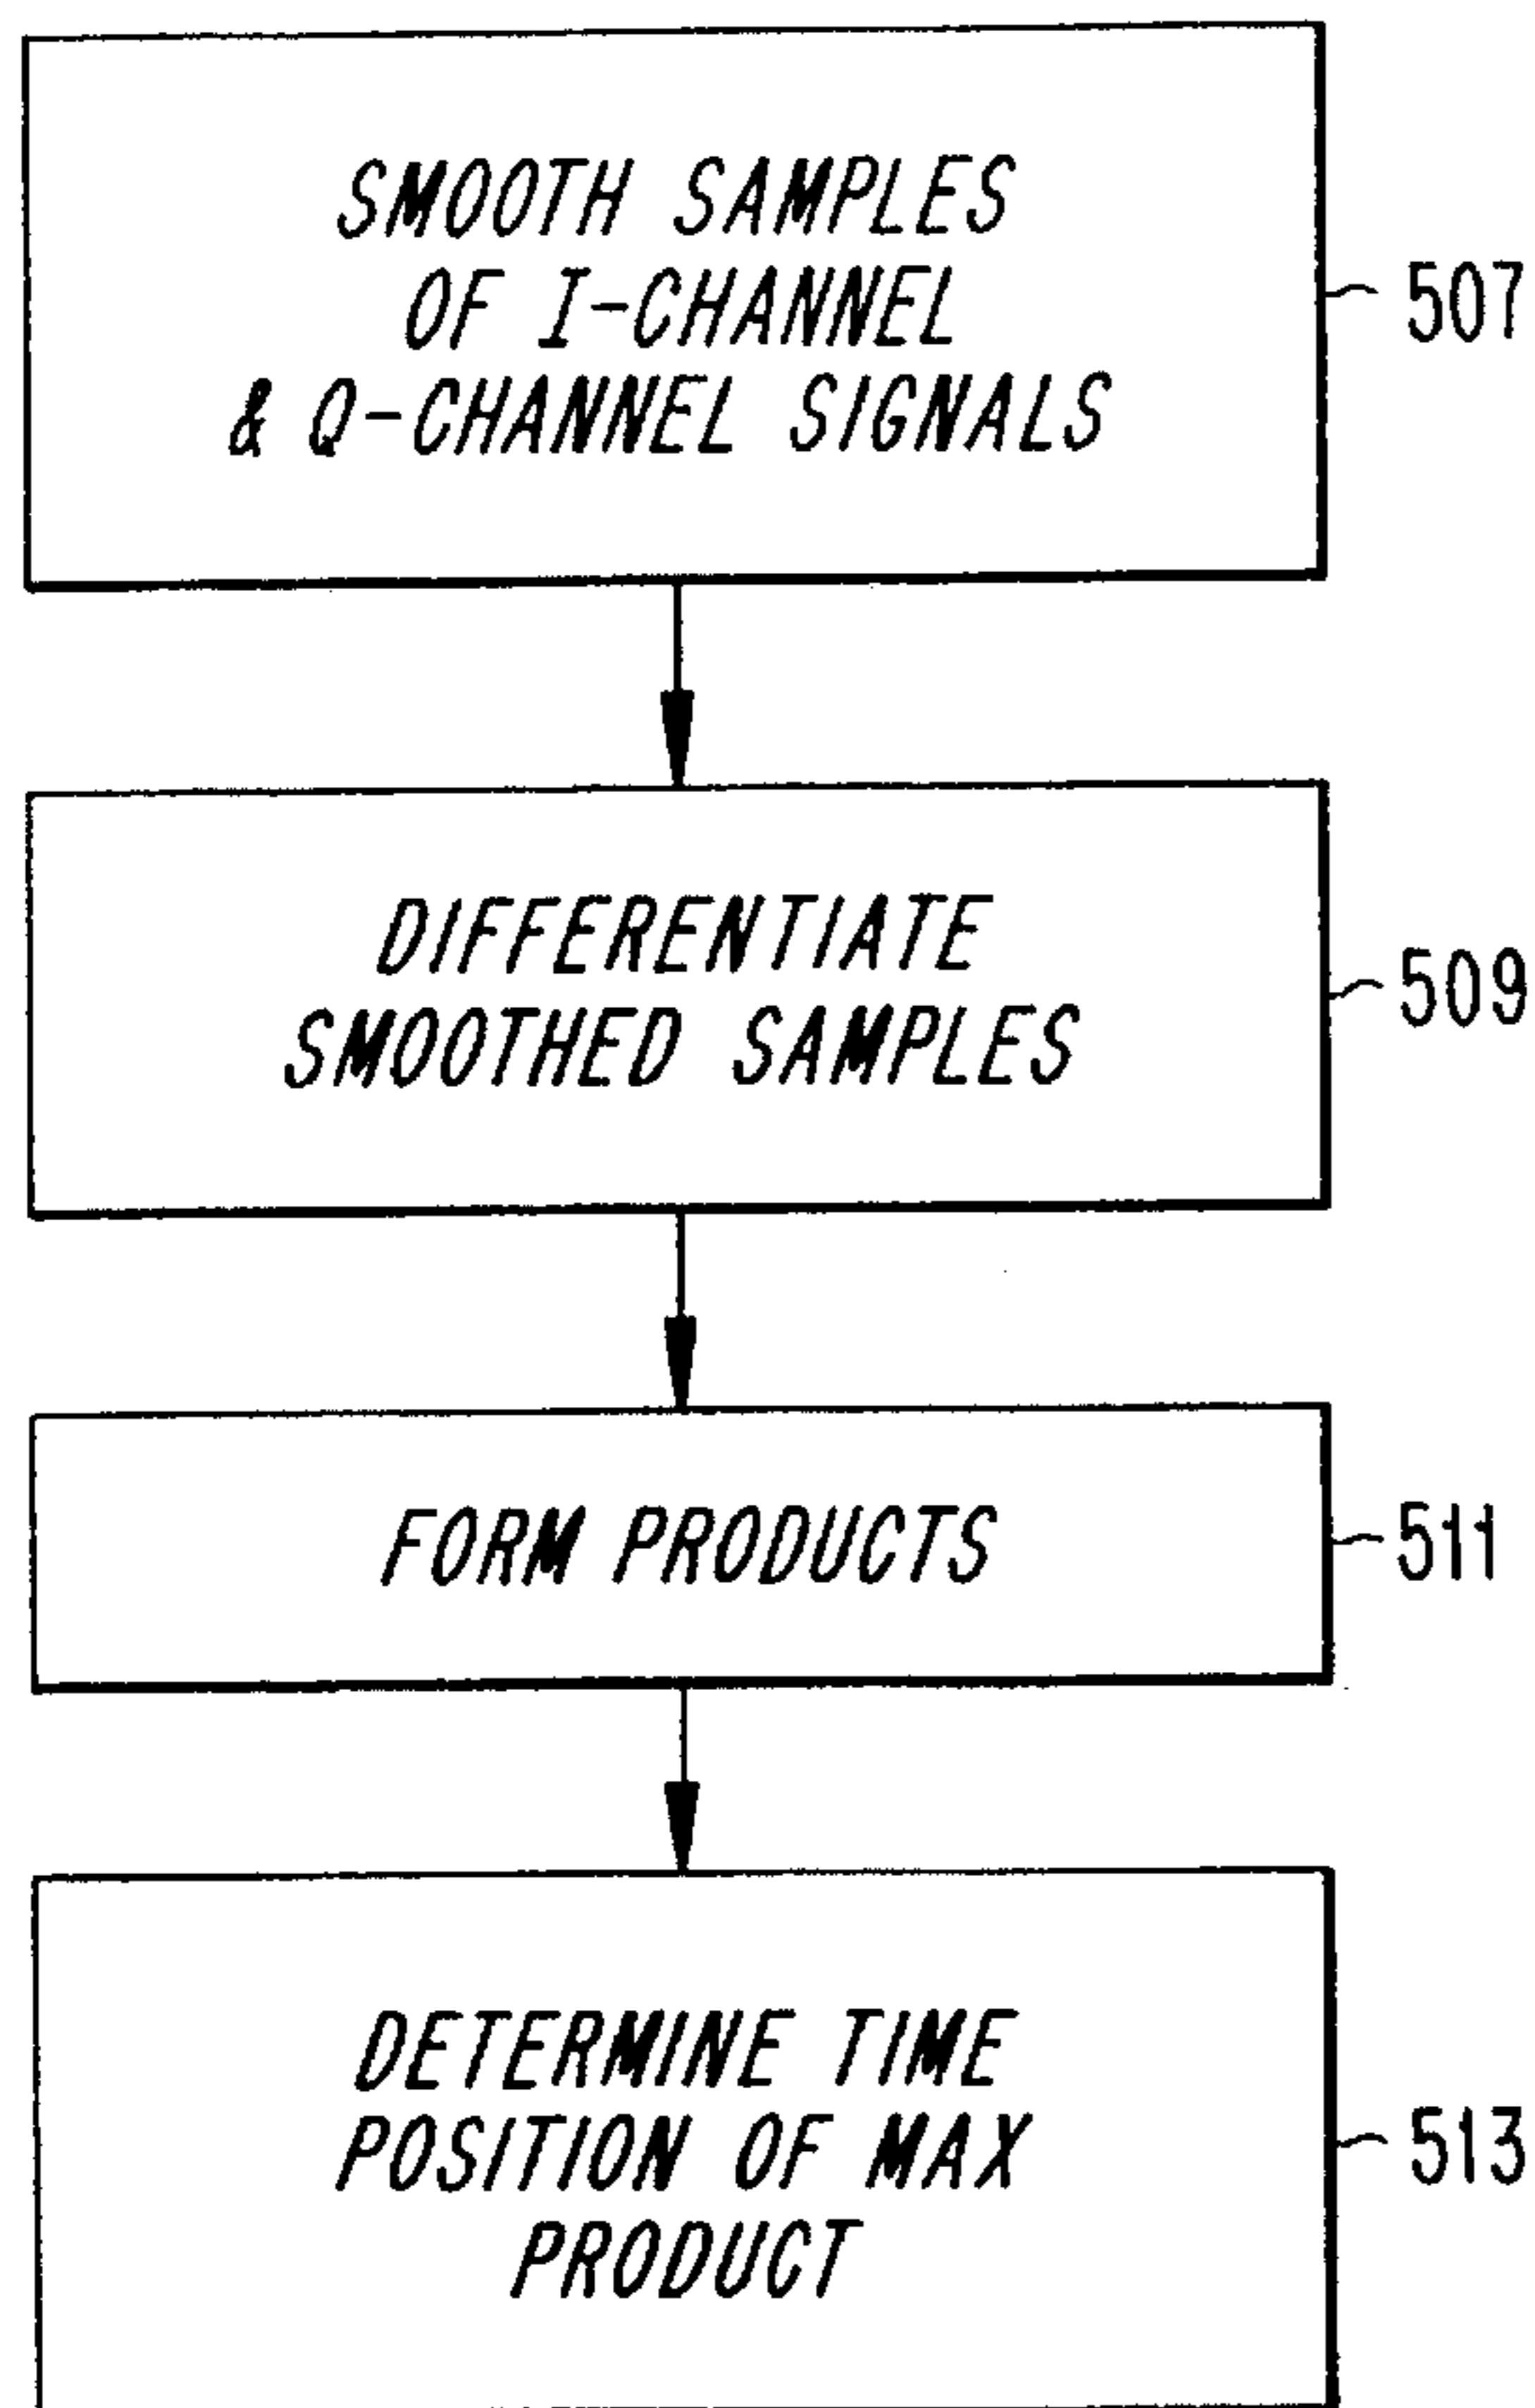 SMOOTH SAMPLES
OF I-CHANNEL
& Q-CHANNEL SIGNALS
507
DIFFERENTIATE
SMOOTHED SAMPLES
509
FORM PRODUCTS
511
DETERMINE TIME
POSITION OF MAX
PRODUCT
513